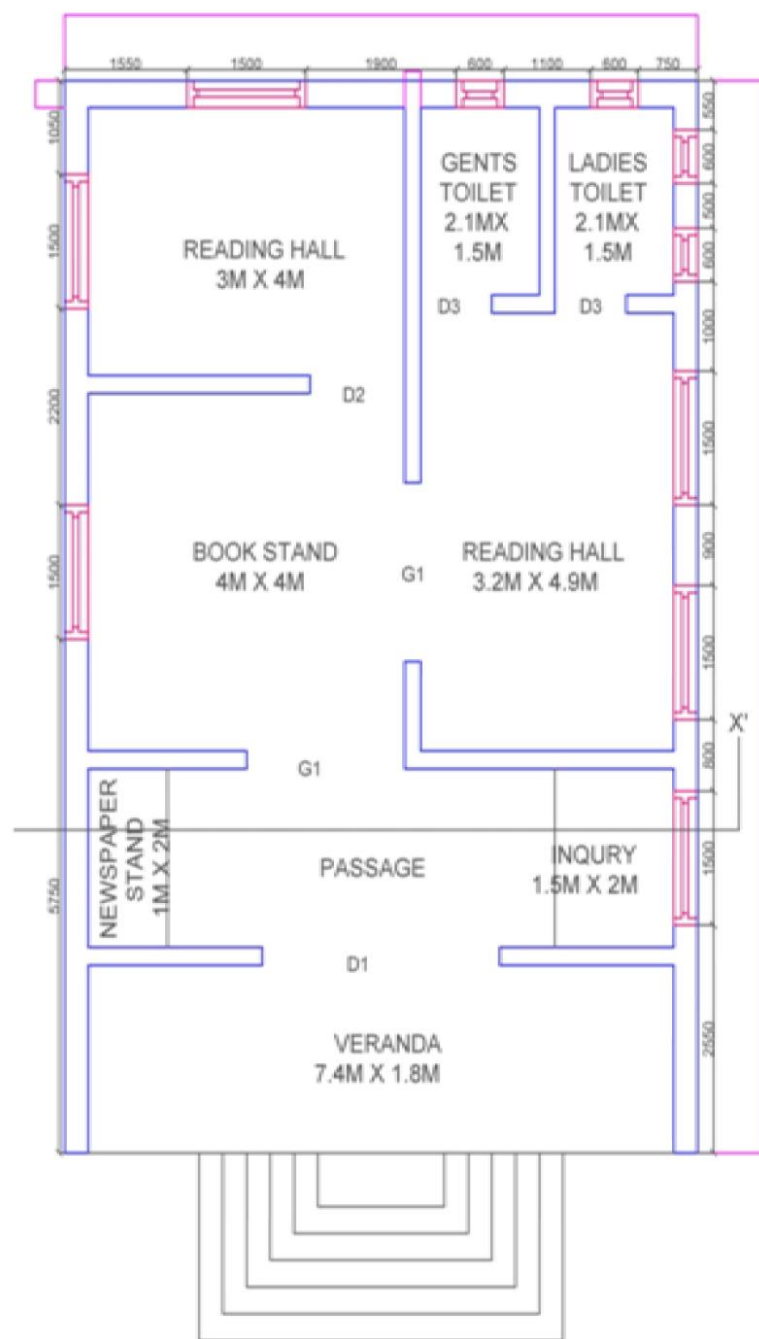 1550
1500
1900
600
1100
600
750
1050
1500
2200
1500
5750
550
600
500
600
1000
1500
900
1500
800
1500
2550
GENTS
TOILET
2.1MX
1.5M
LADIES
TOILET
2.1MX
1.5M
READING HALL
3M X 4M
D3
D3
D2
BOOK STAND
4M X 4M
G1
READING HALL
3.2M X 4.9M
X'
G1
NEWSPAPER
STAND
1M X 2M
PASSAGE
INQURY
1.5M X 2M
D1
VERANDA
7.4M X 1.8M